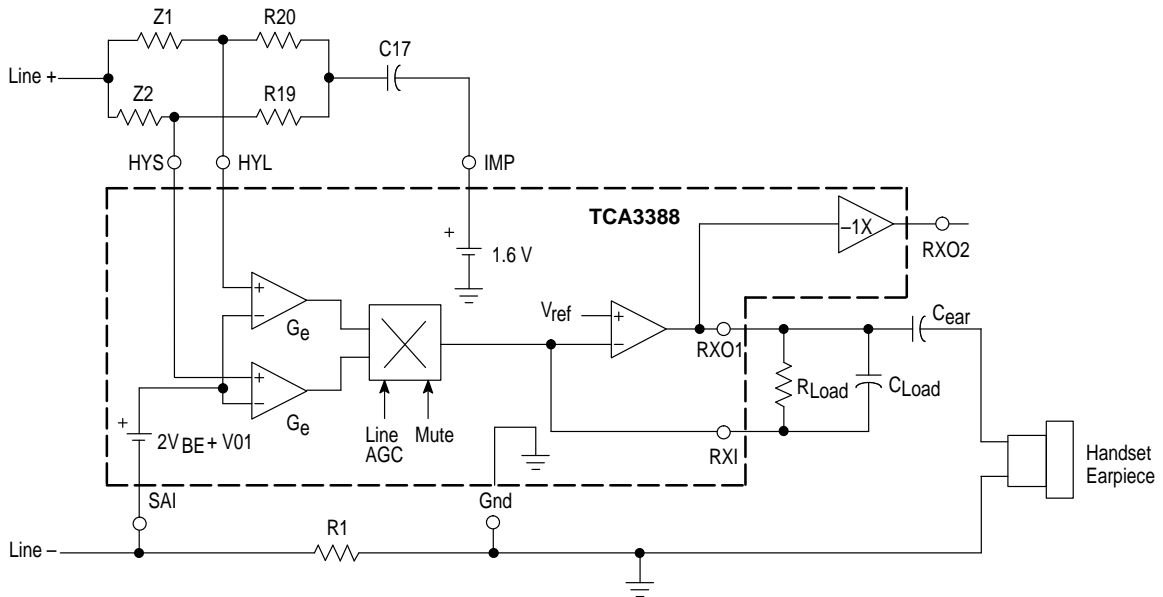 Z1
R20
C17
Line +
Z2
R19
HYS
HYL
IMP
TCA3388
+
1.6 V
–1X
RXO2
+
–
Ge
Vref
+
–
RXO1
Cear
+
–
Ge
RLoad
CLoad
+
2VBE + V01
Line
AGC
Mute
RXI
Handset
Earpiece
SAI
Gnd
R1
Line –